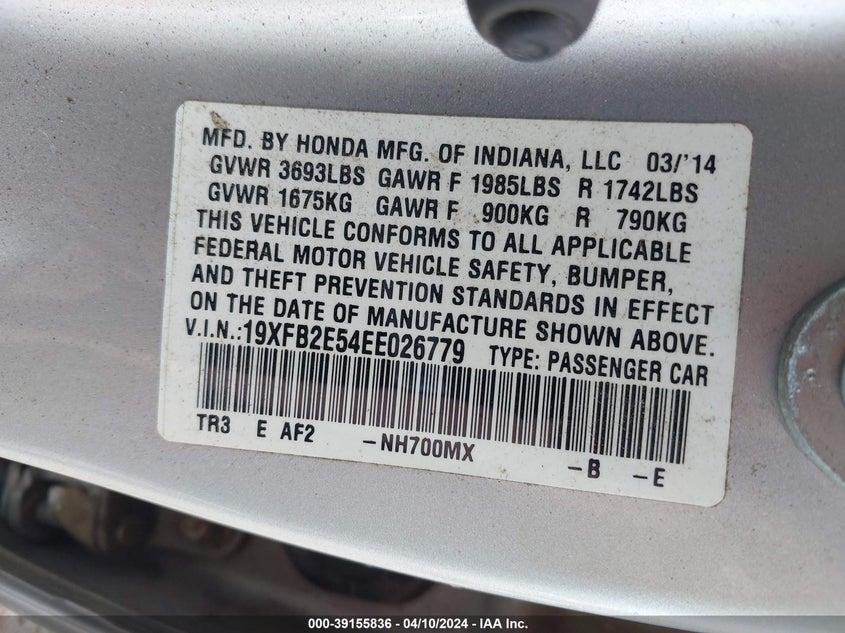 MFD. BY HONDA MFG. OF INDIANA, LLC 03/'14
GVWR 3693LBS GAWR F 1985LBS R 1742LBS
GVWR 1675KG GAWR F 900KG R 790KG
THIS VEHICLE CONFORMS TO ALL APPLICABLE
FEDERAL MOTOR VEHICLE SAFETY, BUMPER,
AND THEFT PREVENTION STANDARDS IN EFFECT
ON THE DATE OF MANUFACTURE SHOWN ABOVE.
V.I.N.:19XFB2E54EE026779 TYPE: PASSENGER CAR
TR3 E AF2 -NH700MX -B -E
000-39155836 - 04/10/2024 - IAA Inc.